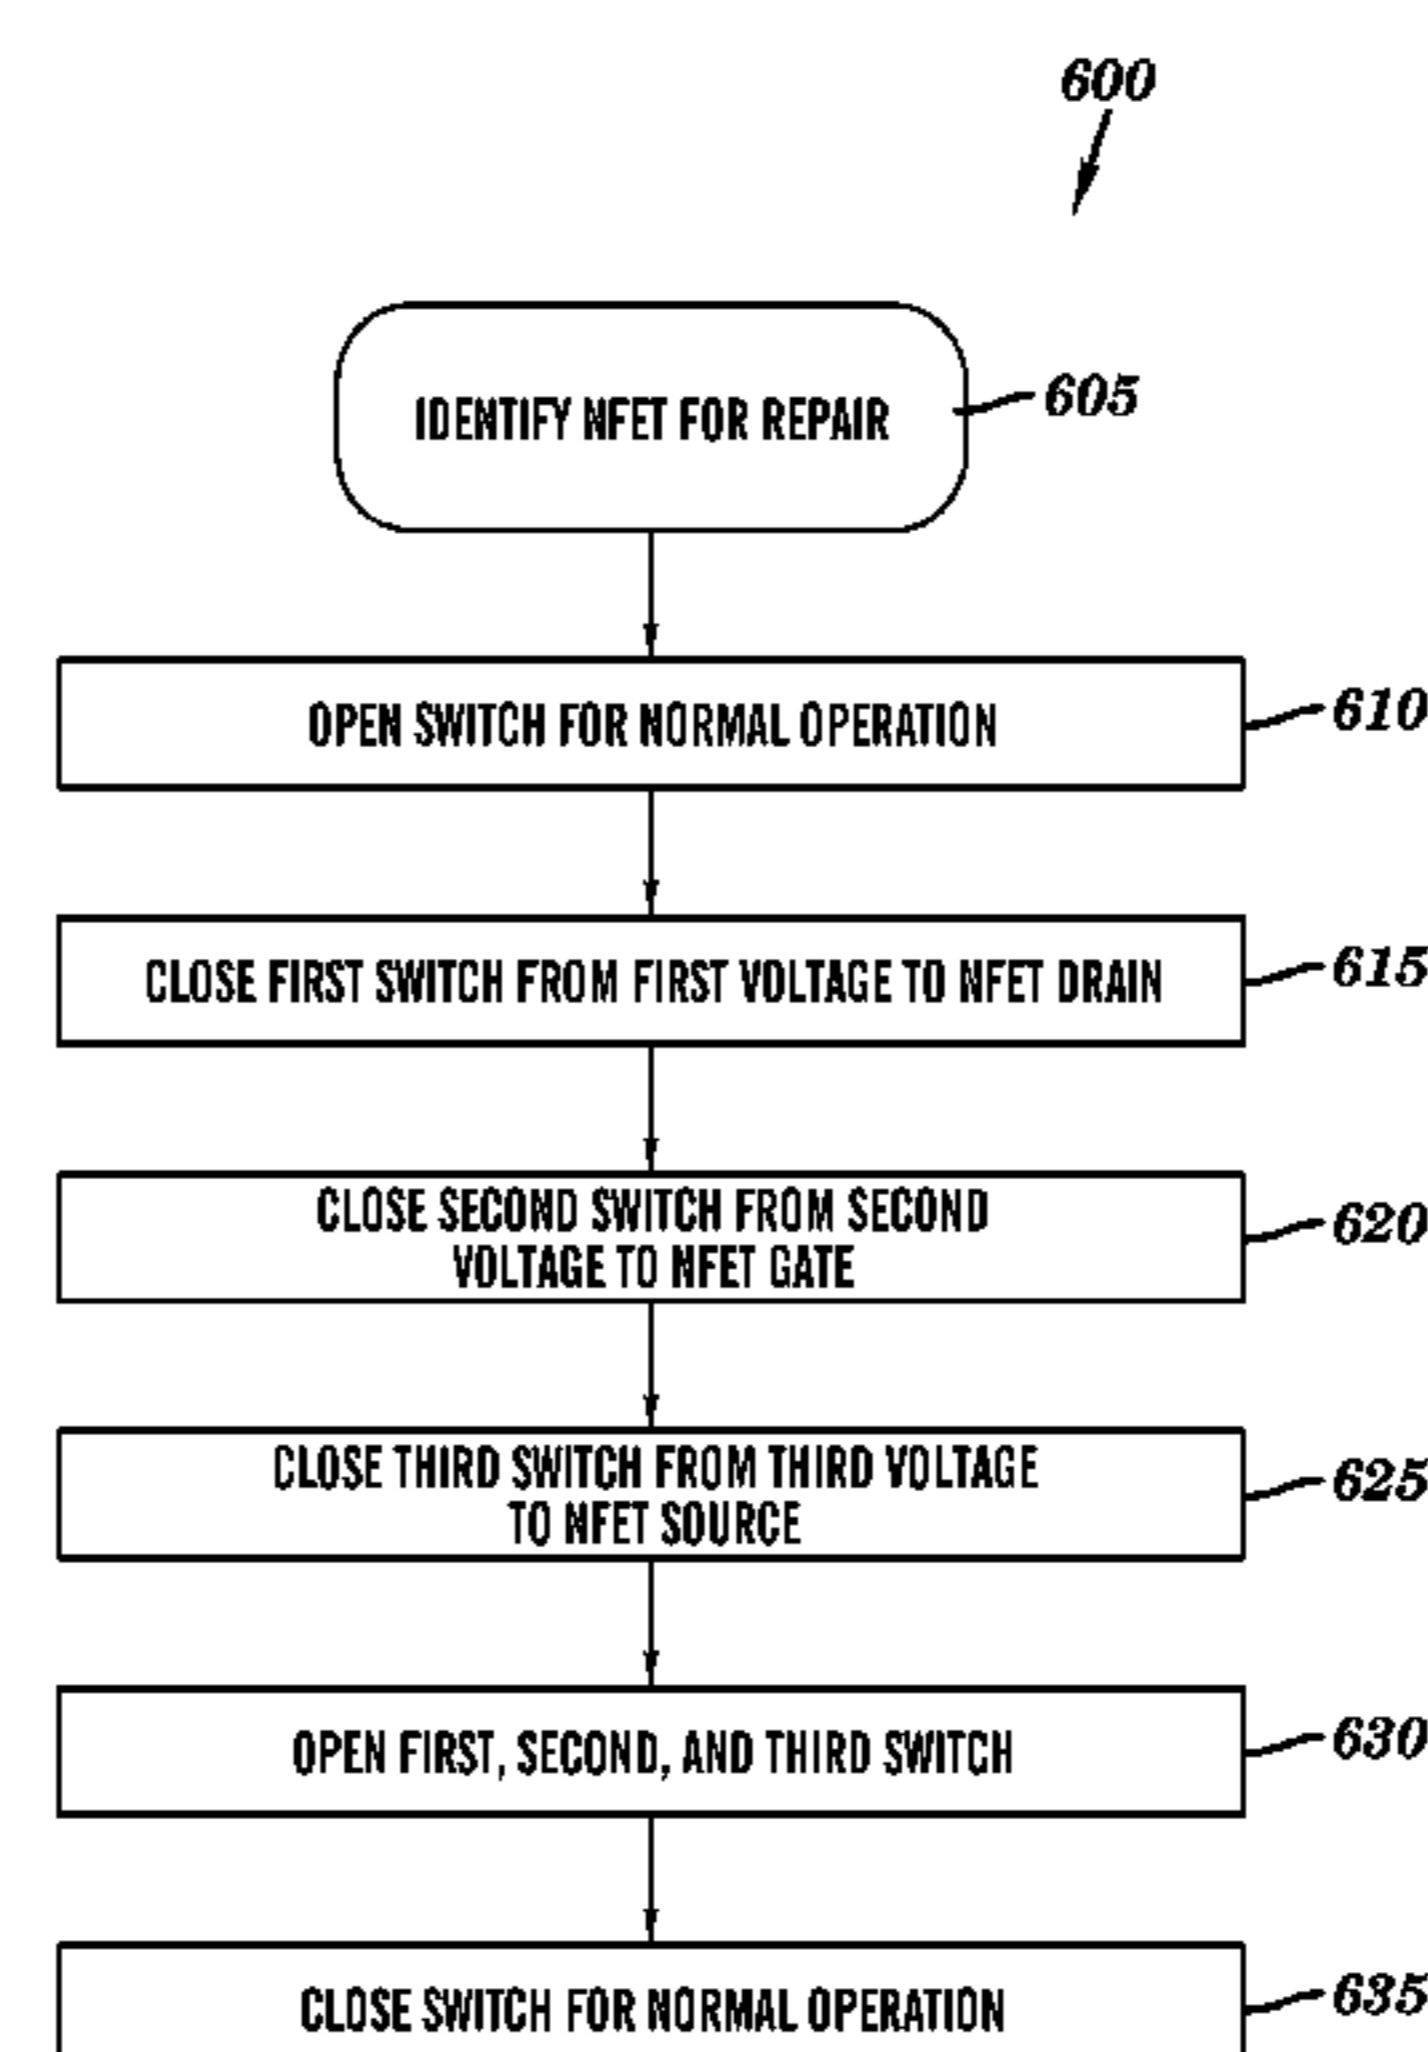 600
IDENTIFY NFET FOR REPAIR
605
OPEN SWITCH FOR NORMAL OPERATION
610
CLOSE FIRST SWITCH FROM FIRST VOLTAGE TO NFET DRAIN
615
CLOSE SECOND SWITCH FROM SECOND
VOLTAGE TO NFET GATE
620
CLOSE THIRD SWITCH FROM THIRD VOLTAGE
TO NFET SOURCE
625
OPEN FIRST, SECOND, AND THIRD SWITCH
630
CLOSE SWITCH FOR NORMAL OPERATION
635